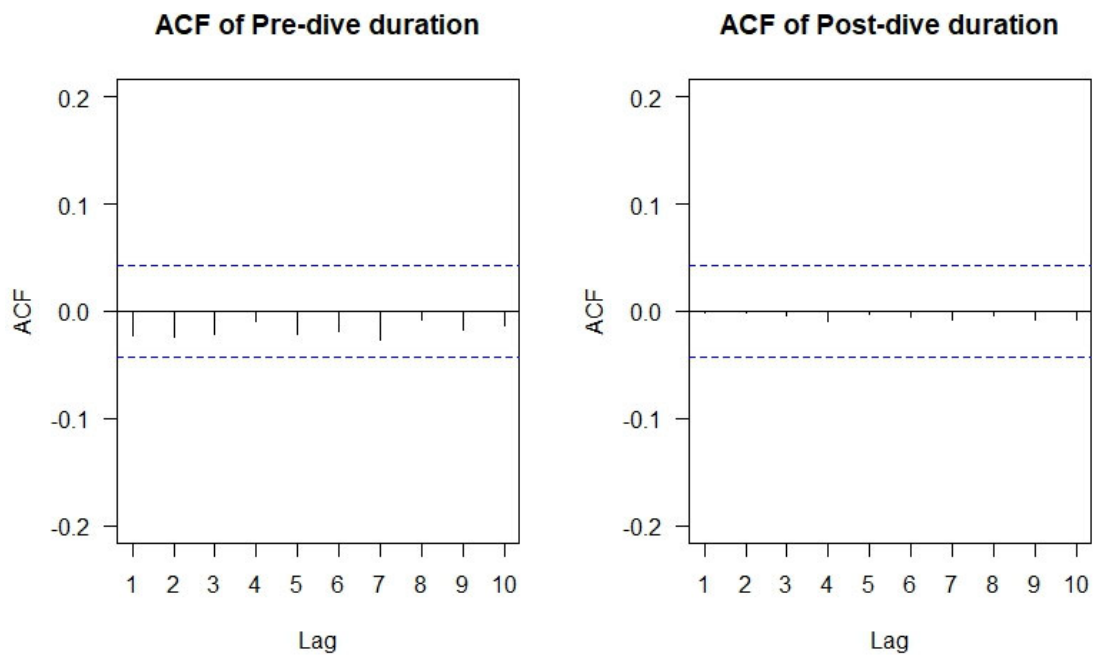 ACF of Pre-dive duration
ACF
0.2
0.1
0.0
-0.1
-0.2
1 2 3 4 5 6 7 8 9 10
Lag
ACF of Post-dive duration
ACF
0.2
0.1
0.0
-0.1
-0.2
1 2 3 4 5 6 7 8 9 10
Lag